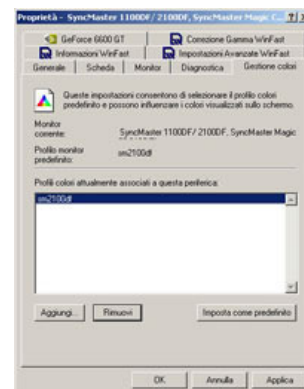 Proprietà - SyncMaster 1100DF/ 2100DF, SyncMaster Magic C...
GeForce 6600 GT
Correzione Gamma WinFast
Informazioni WinFast
Impostazioni Avanzate WinFast
Generale
Scheda
Monitor
Diagnostica
Gestione colori
Queste impostazioni consentono di selezionare il profilo colori
predefinito e possono influenzare i colori visualizzati sullo schermo.
Monitor
corrente:
SyncMaster 1100DF/ 2100DF, SyncMaster Magic
Profilo monitor
predefinito:
sm2100df
Profili colori attualmente associati a questa periferica:
sm2100df
Aggiungi...
Rimuovi
Imposta come predefinito
OK
Annulla
Applica